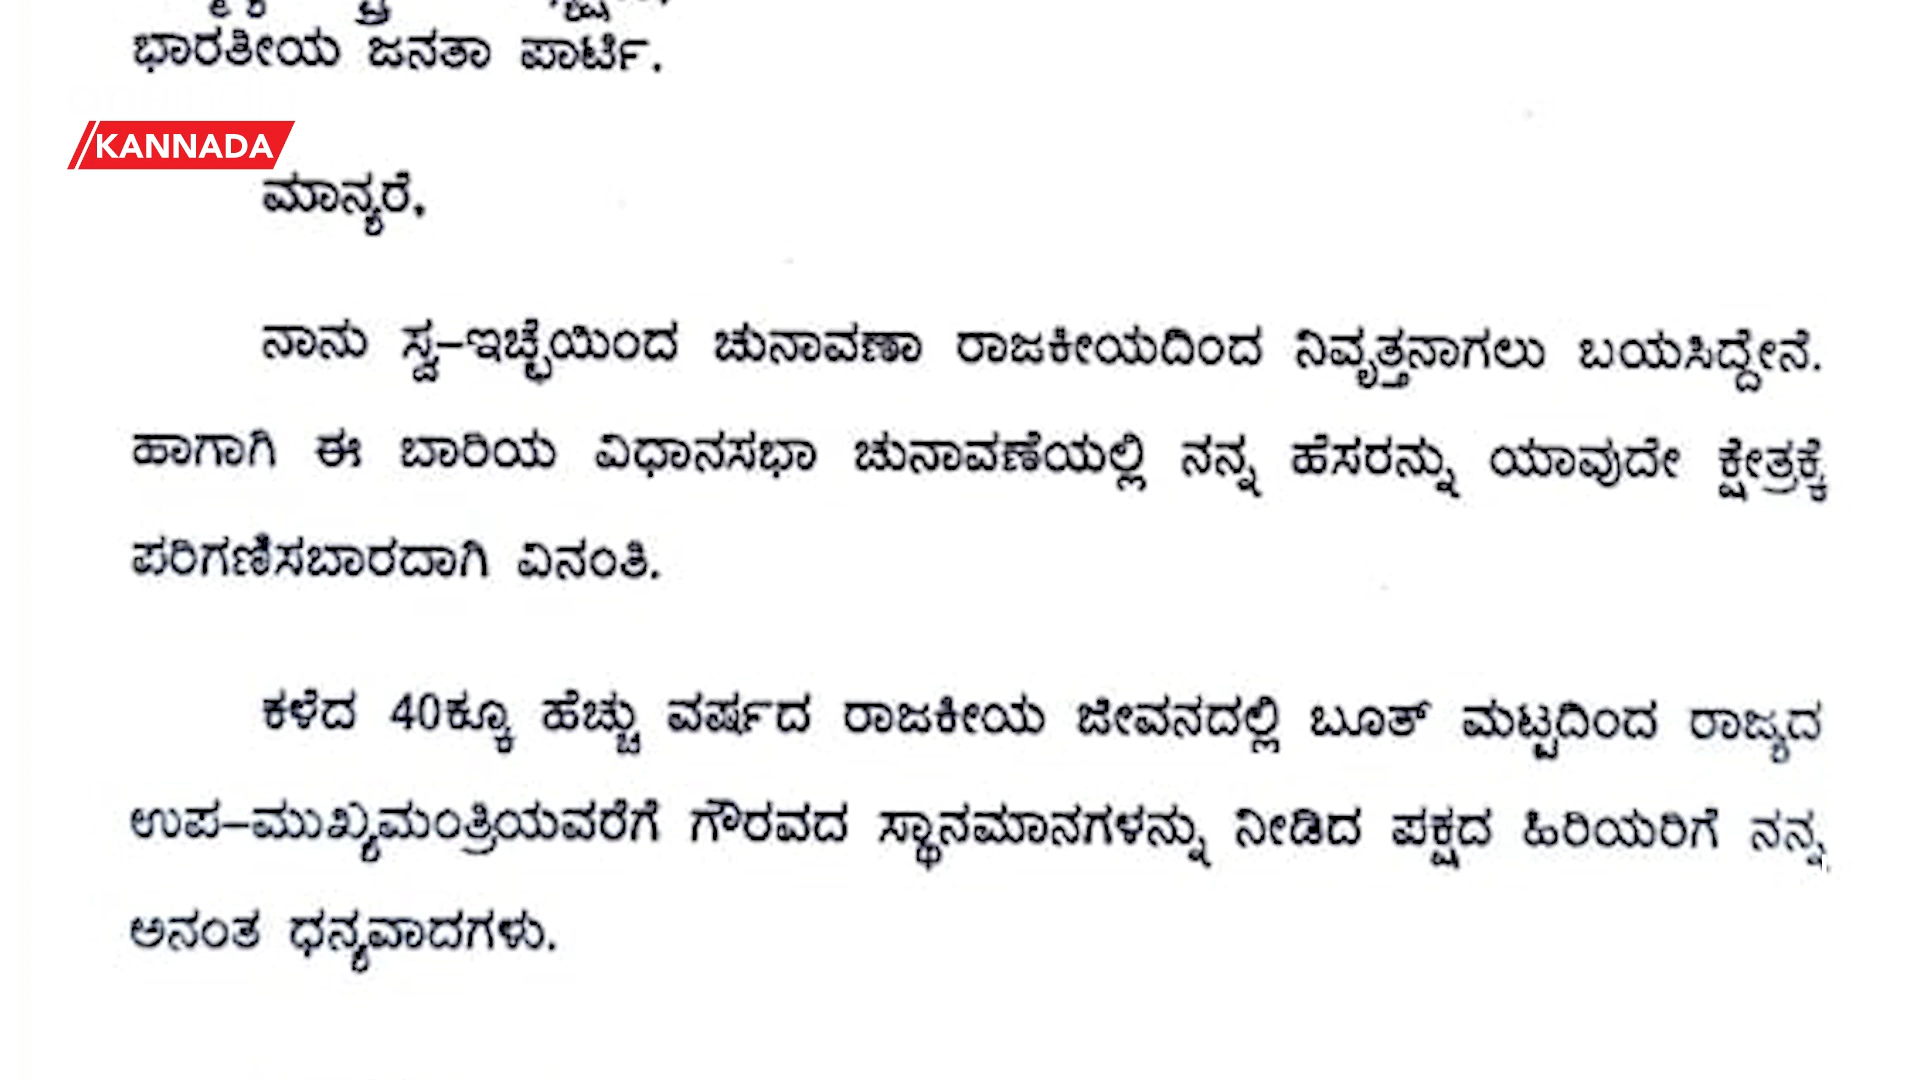 ಭಾರತೀಯ ಜನತಾ ಪಾರ್ಟಿ.
KANNADA
ಮಾನ್ಯರೆ,
ನಾನು ಸ್ವ-ಇಚ್ಛೆಯಿಂದ ಚುನಾವಣಾ ರಾಜಕೀಯದಿಂದ ನಿವೃತ್ತನಾಗಲು ಬಯಸಿದ್ದೇನೆ.
ಹಾಗಾಗಿ ಈ ಬಾರಿಯ ವಿಧಾನಸಭಾ ಚುನಾವಣೆಯಲ್ಲಿ ನನ್ನ ಹೆಸರನ್ನು ಯಾವುದೇ ಕ್ಷೇತ್ರಕ್ಕೆ
ಪರಿಗಣಿಸಬಾರದಾಗಿ ವಿನಂತಿ.
ಕಳೆದ 40ಕ್ಕೂ ಹೆಚ್ಚು ವರ್ಷದ ರಾಜಕೀಯ ಜೀವನದಲ್ಲಿ ಬೂತ್ ಮಟ್ಟದಿಂದ ರಾಜ್ಯದ
ಉಪ-ಮುಖ್ಯಮಂತ್ರಿಯವರೆಗೆ ಗೌರವದ ಸ್ಥಾನಮಾನಗಳನ್ನು ನೀಡಿದ ಪಕ್ಷದ ಹಿರಿಯರಿಗೆ ನನ್ನ
ಅನಂತ ಧನ್ಯವಾದಗಳು.